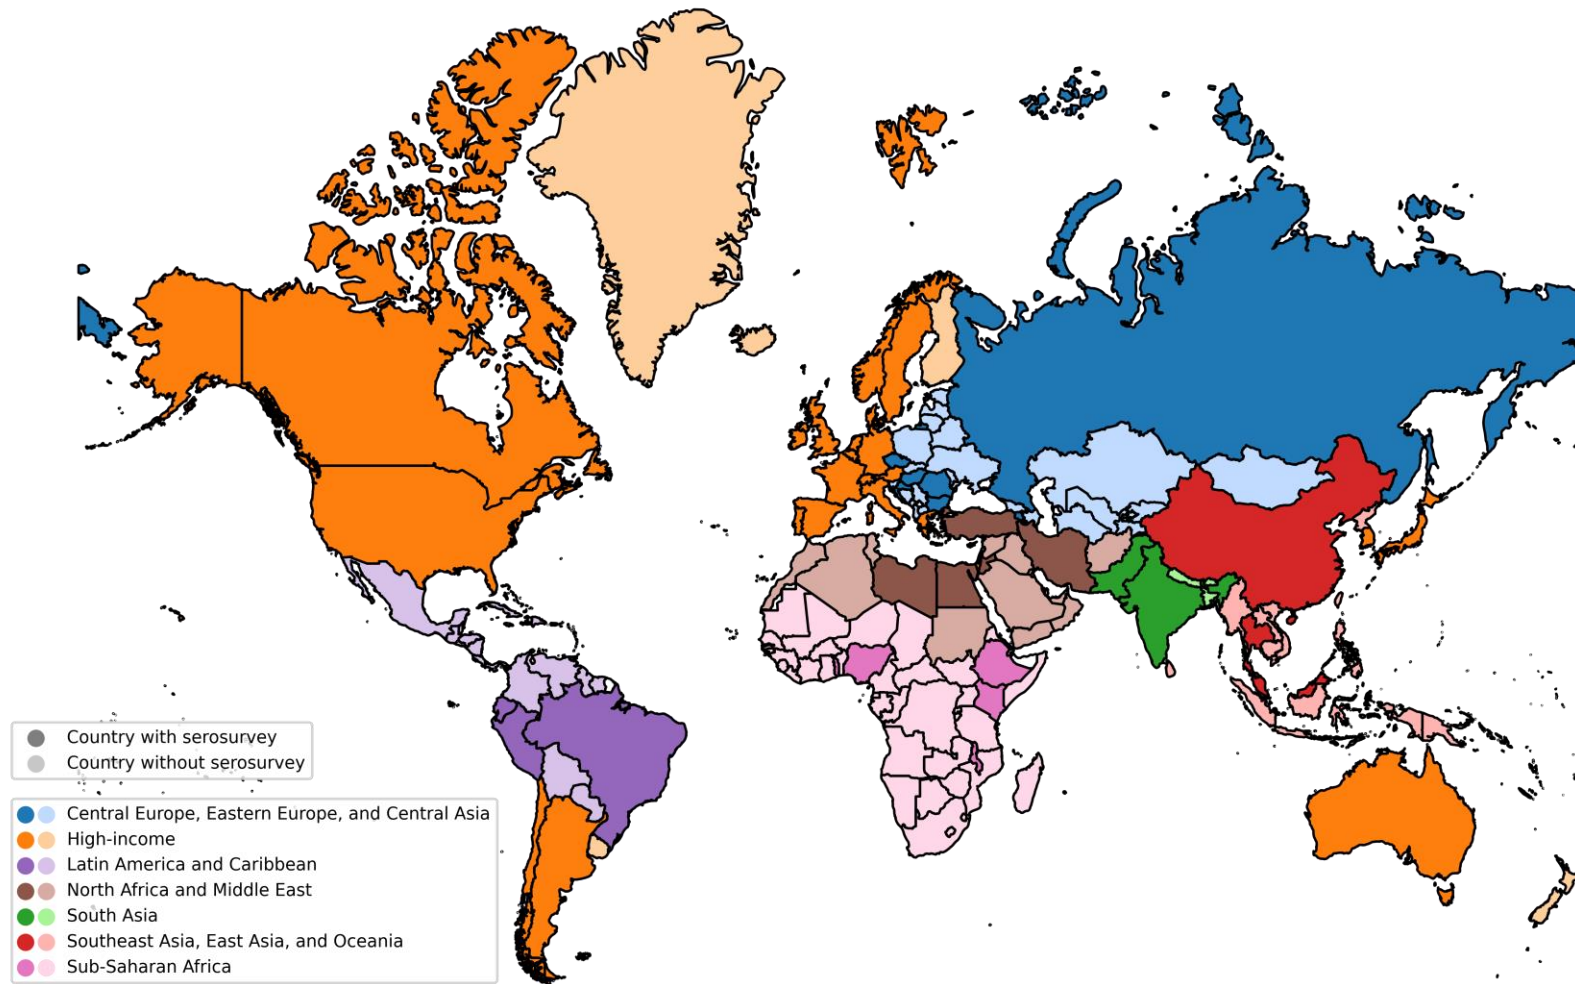 Country with serosurvey
Country without serosurvey
Central Europe, Eastern Europe, and Central Asia
High-income
Latin America and Caribbean
North Africa and Middle East
South Asia
Southeast Asia, East Asia, and Oceania
Sub-Saharan Africa